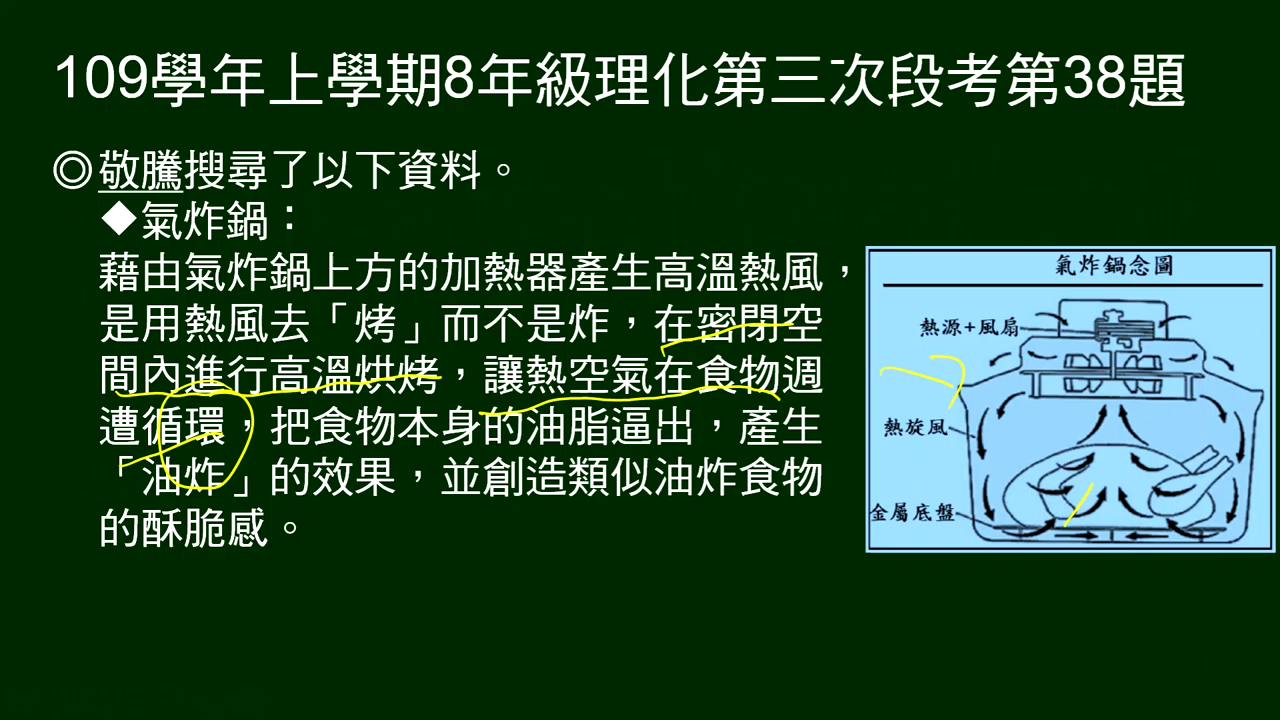 109學年上學期8年級理化第三次段考第38題
◎敬騰搜尋了以下資料。
◆氣炸鍋：
藉由氣炸鍋上方的加熱器產生高溫熱風，
是用熱風去「烤」而不是炸，在密閉空
間內進行高溫烘烤，讓熱空氣在食物週
遭循環，把食物本身的油脂逼出，產生
「油炸」的效果，並創造類似油炸食物
的酥脆感。
氣炸鍋念圖
熱源+風扇
熱旋風
金屬底盤